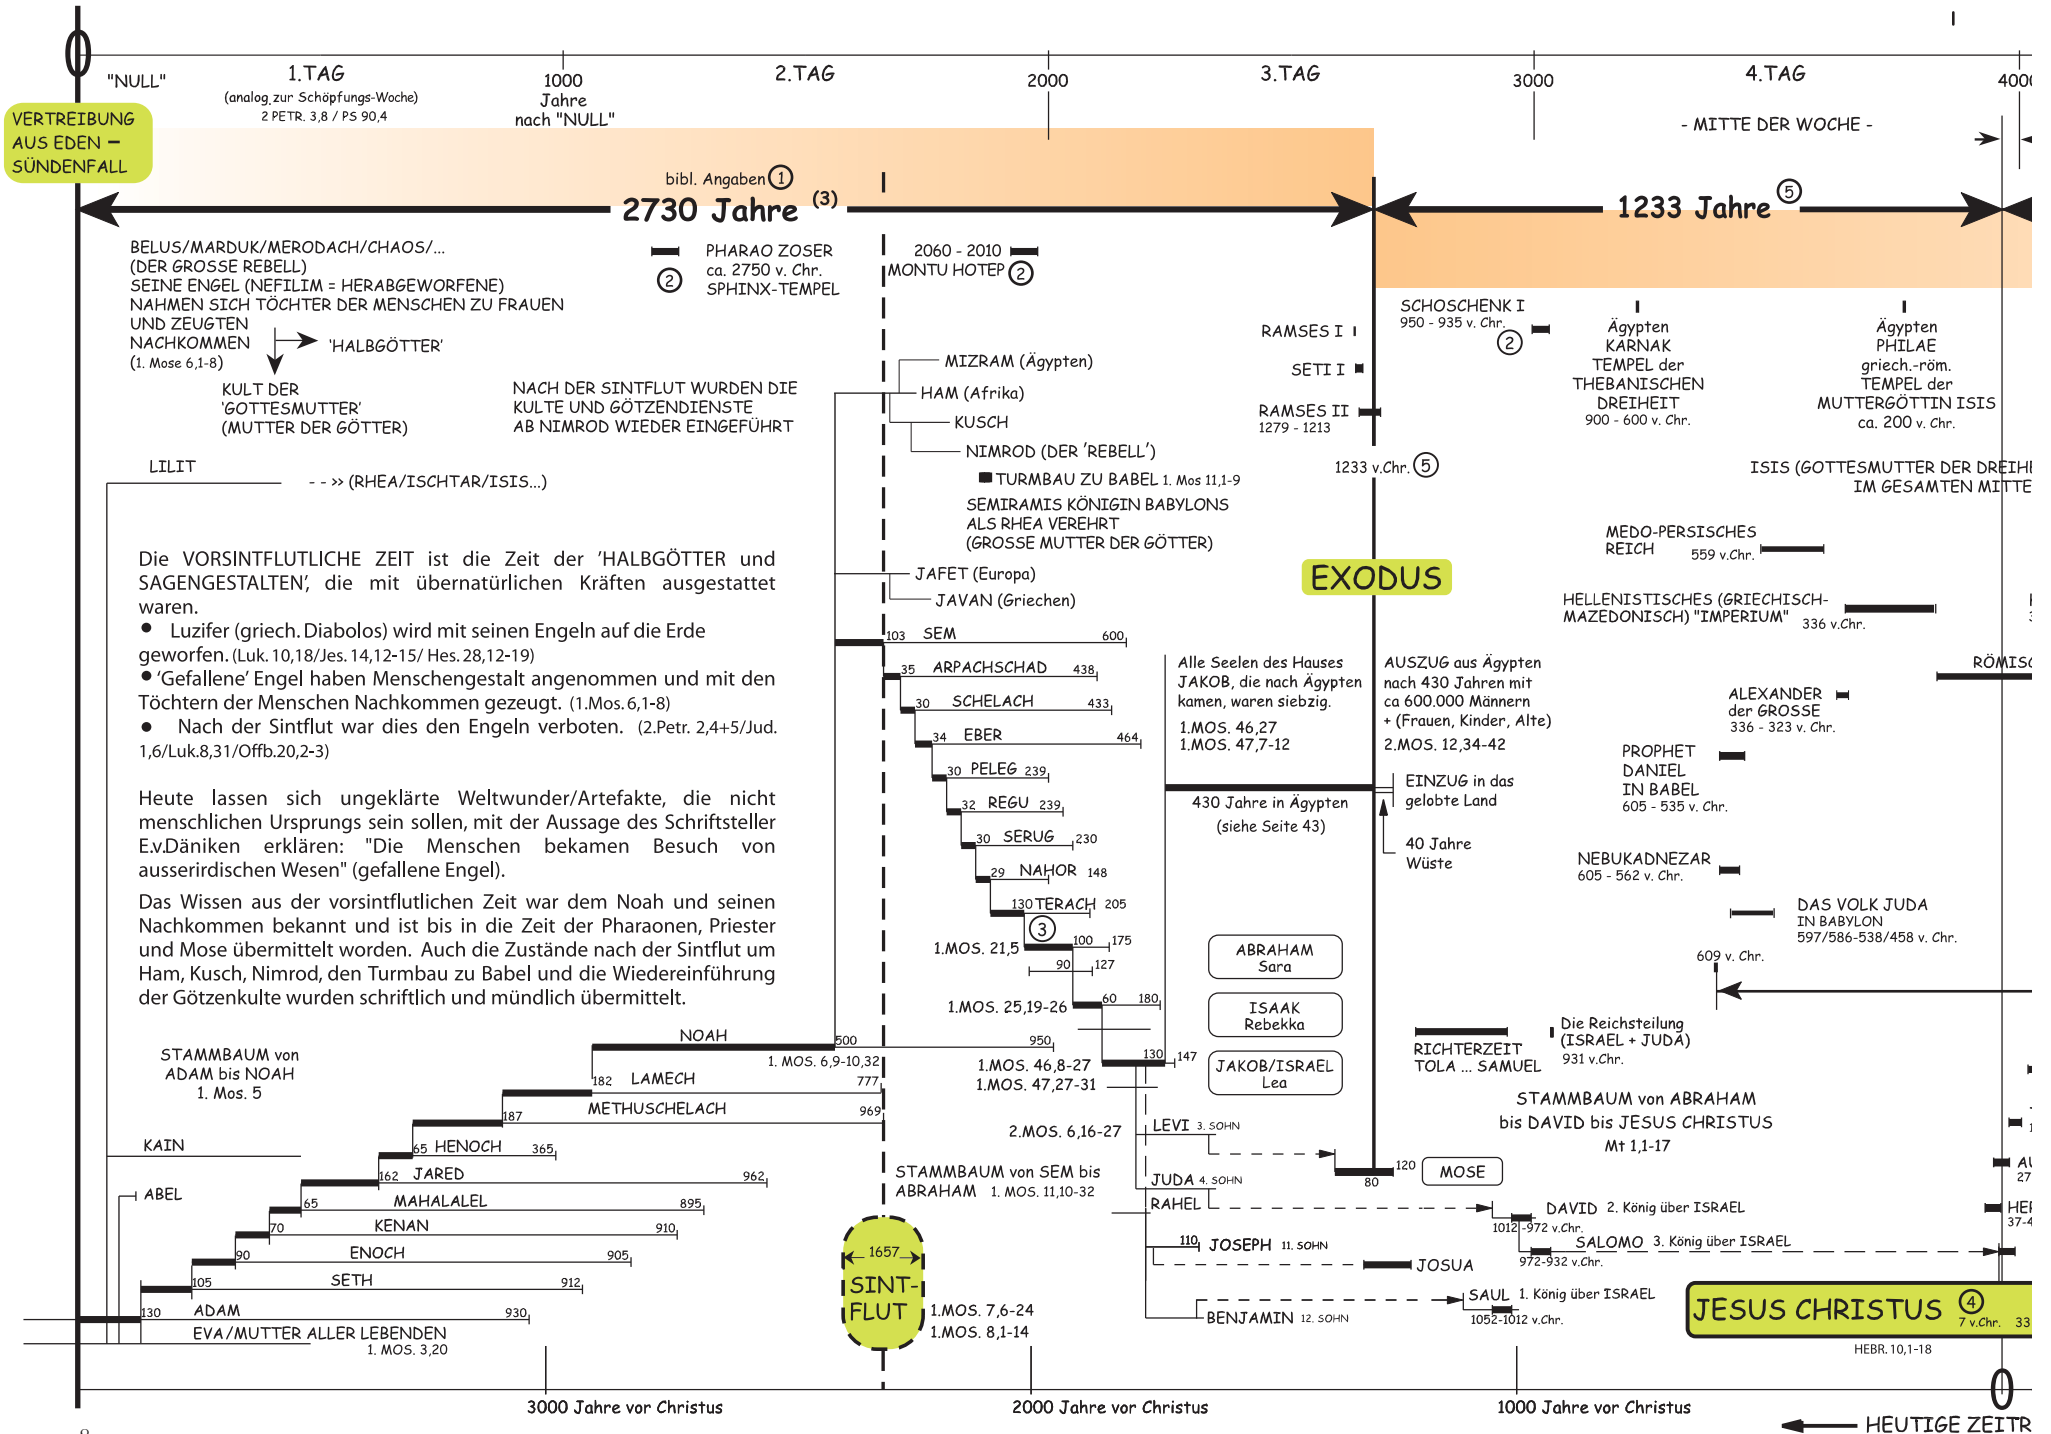 0
"NULL"
1.TAG
(analog zur Schöpfungs-Woche)
2 PETR. 3,8 / PS 90,4
1000
Jahre
nach "NULL"
2.TAG
2000
3.TAG
3000
4.TAG
4000
- MITTE DER WOCHE -
VERTREIBUNG
AUS EDEN –
SÜNDENFALL
bibl. Angaben 1
2730 Jahre (3)
1233 Jahre 5
BELUS/MARDUK/MERODACH/CHAOS/...
(DER GROSSE REBELL)
SEINE ENGEL (NEFILIM = HERABGEWORFENE)
NAHMEN SICH TÖCHTER DER MENSCHEN ZU FRAUEN
UND ZEUGTEN
NACHKOMMEN
(1. Mose 6,1-8)
'HALBGÖTTER'
KULT DER
'GOTTESMUTTER'
(MUTTER DER GÖTTER)
NACH DER SINTFLUT WURDEN DIE
KULTE UND GÖTZENDIENSTE
AB NIMROD WIEDER EINGEFÜHRT
LILIT
- - ›› (RHEA/ISCHTAR/ISIS...)
PHARAO ZOSER
2 ca. 2750 v. Chr.
SPHINX-TEMPEL
2060 - 2010
MONTU HOTEP 2
MIZRAM (Ägypten)
HAM (Afrika)
KUSCH
NIMROD (DER 'REBELL')
TURMBAU ZU BABEL 1. Mos 11,1-9
SEMIRAMIS KÖNIGIN BABYLONS
ALS RHEA VEREHRT
(GROSSE MUTTER DER GÖTTER)
JAFET (Europa)
JAVAN (Griechen)
RAMSES I
SETI I
RAMSES II
1279 - 1213
1233 v.Chr. 5
EXODUS
SCHOSCHENK I
950 - 935 v. Chr.
2
Ägypten
KARNAK
TEMPEL der
THEBANISCHEN
DREIHEIT
900 - 600 v. Chr.
Ägypten
PHILAE
griech.-röm.
TEMPEL der
MUTTERGÖTTIN ISIS
ca. 200 v. Chr.
ISIS (GOTTESMUTTER DER DREIHE
IM GESAMTEN MITTE
MEDO-PERSISCHES
REICH 559 v.Chr.
HELLENISTISCHES (GRIECHISCH-
MAZEDONISCH) "IMPERIUM" 336 v.Chr.
RÖMISC
ALEXANDER
der GROSSE
336 - 323 v. Chr.
PROPHET
DANIEL
IN BABEL
605 - 535 v. Chr.
NEBUKADNEZAR
605 - 562 v. Chr.
DAS VOLK JUDA
IN BABYLON
597/586-538/458 v. Chr.
609 v. Chr.
Die VORSINTFLUTLICHE ZEIT ist die Zeit der 'HALBGÖTTER und
SAGENGESTALTEN', die mit übernatürlichen Kräften ausgestattet
waren.
● Luzifer (griech. Diabolos) wird mit seinen Engeln auf die Erde
geworfen. (Luk. 10,18/Jes. 14,12-15/ Hes. 28,12-19)
● 'Gefallene' Engel haben Menschengestalt angenommen und mit den
Töchtern der Menschen Nachkommen gezeugt. (1.Mos. 6,1-8)
● Nach der Sintflut war dies den Engeln verboten. (2.Petr. 2,4+5/Jud.
1,6/Luk.8,31/Offb.20,2-3)
Heute lassen sich ungeklärte Weltwunder/Artefakte, die nicht
menschlichen Ursprungs sein sollen, mit der Aussage des Schriftsteller
E.v.Däniken erklären: "Die Menschen bekamen Besuch von
ausserirdischen Wesen" (gefallene Engel).
Das Wissen aus der vorsintflutlichen Zeit war dem Noah und seinen
Nachkommen bekannt und ist bis in die Zeit der Pharaonen, Priester
und Mose übermittelt worden. Auch die Zustände nach der Sintflut um
Ham, Kusch, Nimrod, den Turmbau zu Babel und die Wiedereinführung
der Götzenkulte wurden schriftlich und mündlich übermittelt.
103 SEM 600
35 ARPACHSCHAD 438
30 SCHELACH 433
34 EBER 464
30 PELEG 239
32 REGU 239
30 SERUG 230
29 NAHOR 148
130 TERACH 205
3
1.MOS. 21,5 100 175
90 127
1.MOS. 25,19-26 60 180
1.MOS. 46,8-27 130 147
1.MOS. 47,27-31
Alle Seelen des Hauses
JAKOB, die nach Ägypten
kamen, waren siebzig.
1.MOS. 46,27
1.MOS. 47,7-12
AUSZUG aus Ägypten
nach 430 Jahren mit
ca 600.000 Männern
+ (Frauen, Kinder, Alte)
2.MOS. 12,34-42
430 Jahre in Ägypten
(siehe Seite 43)
EINZUG in das
gelobte Land
40 Jahre
Wüste
ABRAHAM
Sara
ISAAK
Rebekka
JAKOB/ISRAEL
Lea
RICHTERZEIT
TOLA ... SAMUEL
Die Reichsteilung
(ISRAEL + JUDA)
931 v.Chr.
STAMMBAUM von ABRAHAM
bis DAVID bis JESUS CHRISTUS
Mt 1,1-17
STAMMBAUM von
ADAM bis NOAH
1. Mos. 5
NOAH 500 950
1. MOS. 6,9-10,32
182 LAMECH 777
187 METHUSCHELACH 969
65 HENOCH 365
162 JARED 962
65 MAHALALEL 895
70 KENAN 910
90 ENOCH 905
105 SETH 912
130 ADAM 930
EVA/MUTTER ALLER LEBENDEN
1. MOS. 3,20
KAIN
ABEL
2.MOS. 6,16-27
LEVI 3. SOHN
STAMMBAUM von SEM bis
ABRAHAM 1. MOS. 11,10-32
JUDA 4. SOHN
RAHEL
110 JOSEPH 11. SOHN
BENJAMIN 12. SOHN
120
80
MOSE
JOSUA
DAVID 2. König über ISRAEL
1012 -972 v.Chr.
SALOMO 3. König über ISRAEL
972-932 v.Chr.
SAUL 1. König über ISRAEL
1052-1012 v.Chr.
AU
27
HER
37-4
1657
SINT-
FLUT
1.MOS. 7,6-24
1.MOS. 8,1-14
JESUS CHRISTUS 4
7 v.Chr. 33
HEBR. 10,1-18
3000 Jahre vor Christus
2000 Jahre vor Christus
1000 Jahre vor Christus
0
HEUTIGE ZEITR